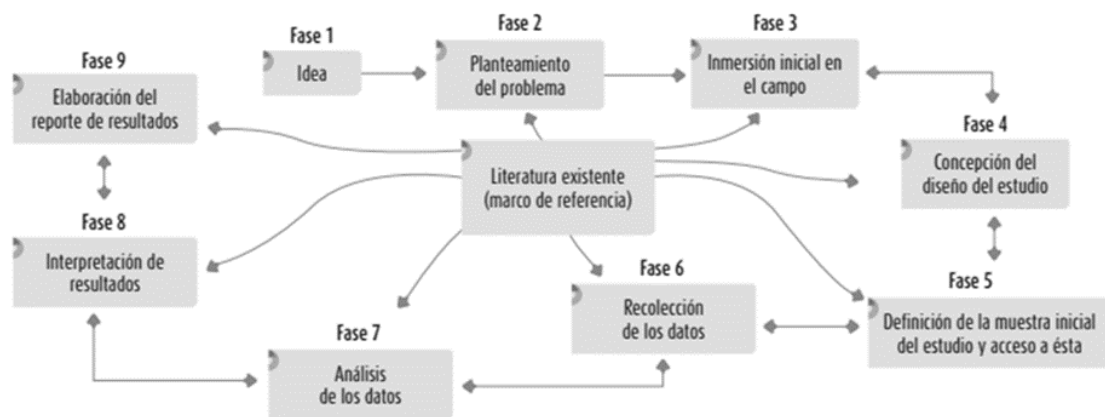 Fase 1
Idea
Fase 2
Planteamiento
del problema
Fase 3
Inmersión inicial en
el campo
Fase 4
Concepción del
diseño del estudio
Fase 5
Definición de la muestra inicial
del estudio y acceso a ésta
Fase 6
Recolección
de los datos
Fase 7
Análisis
de los datos
Fase 8
Interpretación de
resultados
Fase 9
Elaboración del
reporte de resultados
Literatura existente
(marco de referencia)